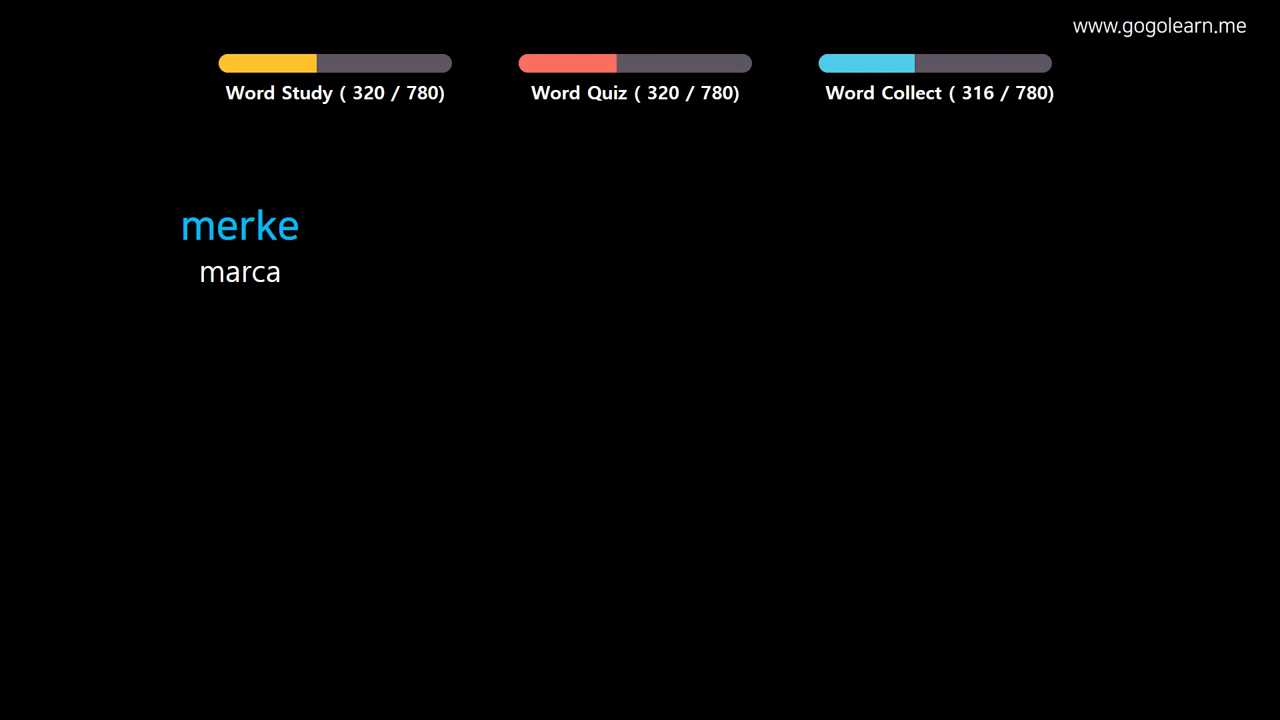 www.gogolearn.me
Word Study ( 320 / 780)
Word Quiz ( 320 / 780)
Word Collect ( 316 / 780)
merke
marca